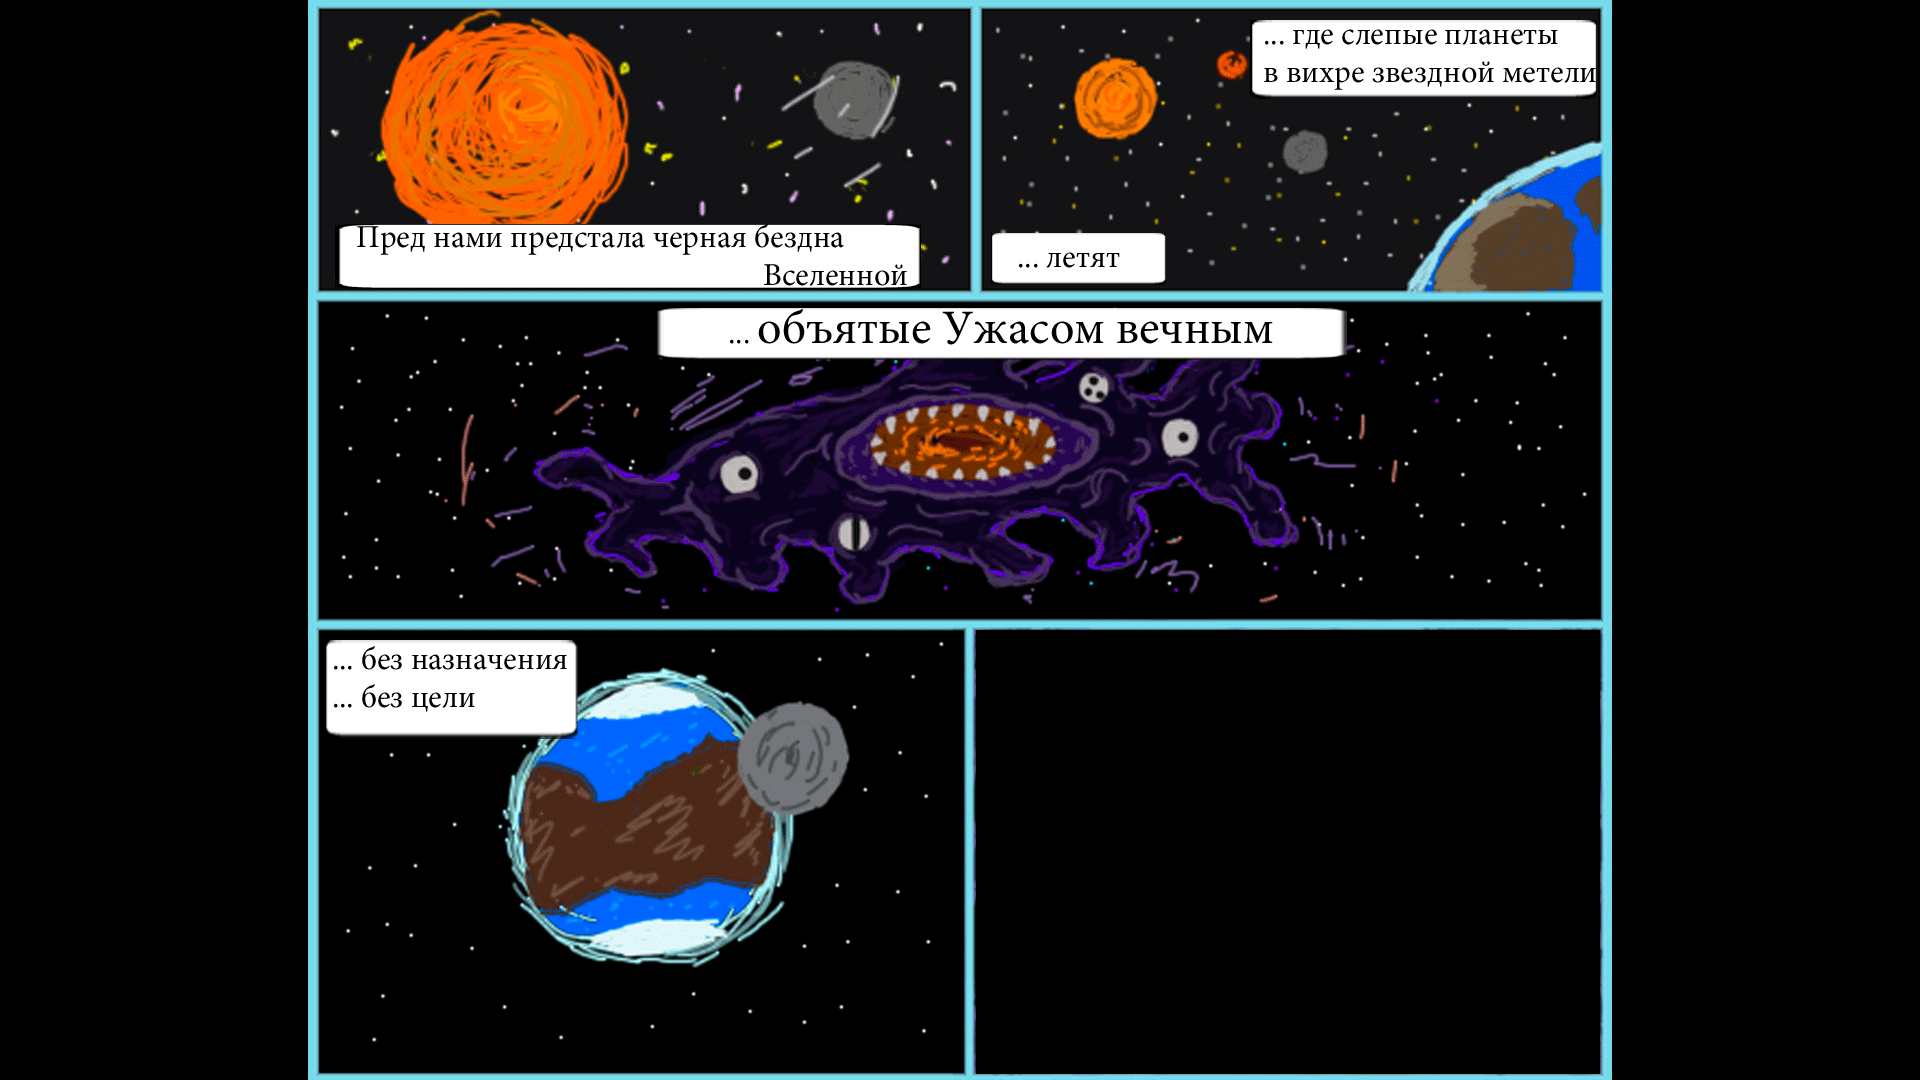 Пред нами предстала черная бездна
Вселенной
... где слепые планеты
в вихре звездной метели
... летят
... объятые Ужасом вечным
... без назначения
... без цели